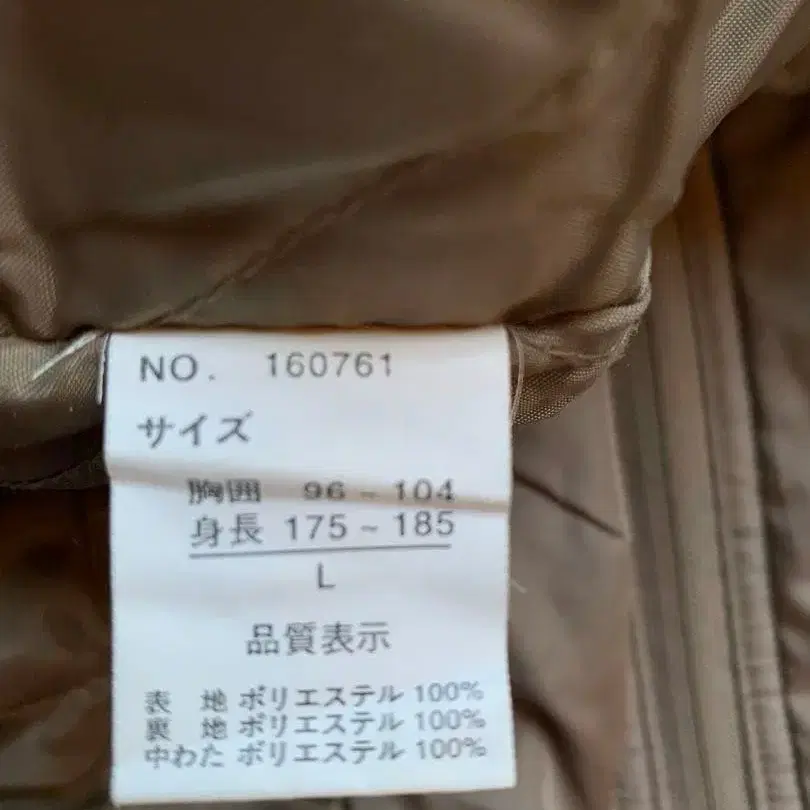 NO. 160761
サイズ
胸囲 96~104
身長 175~185
L
品質表示
表 地 ポリエステル 100%
裏 地 ポリエステル 100%
中わた ポリエステル 100%